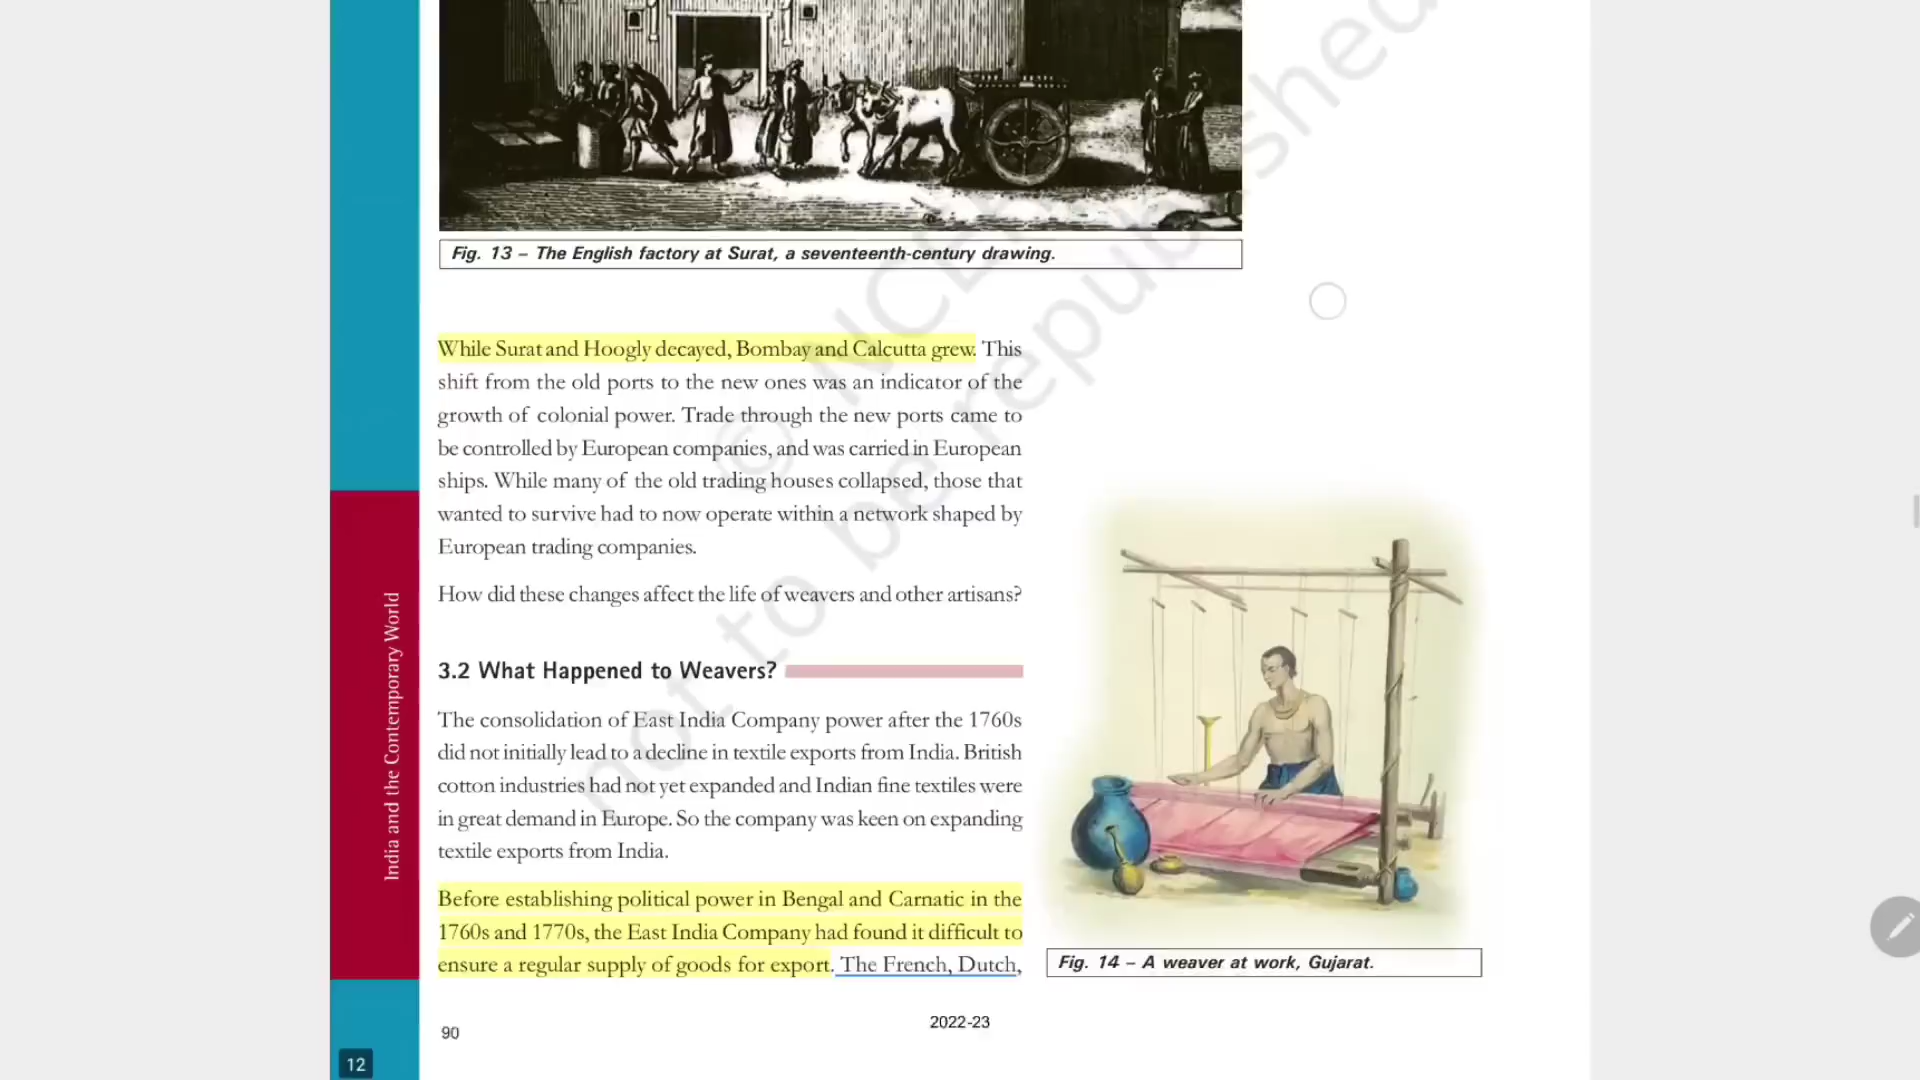 Fig. 13 – The English factory at Surat, a seventeenth-century drawing.
While Surat and Hoogly decayed, Bombay and Calcutta grew. This
shift from the old ports to the new ones was an indicator of the
growth of colonial power. Trade through the new ports came to
be controlled by European companies, and was carried in European
ships. While many of the old trading houses collapsed, those that
wanted to survive had to now operate within a network shaped by
European trading companies.
How did these changes affect the life of weavers and other artisans?
3.2 What Happened to Weavers?
The consolidation of East India Company power after the 1760s
did not initially lead to a decline in textile exports from India. British
cotton industries had not yet expanded and Indian fine textiles were
in great demand in Europe. So the company was keen on expanding
textile exports from India.
Before establishing political power in Bengal and Carnatic in the
1760s and 1770s, the East India Company had found it difficult to
ensure a regular supply of goods for export. The French, Dutch,
Fig. 14 – A weaver at work, Gujarat.
India and the Contemporary World
90
2022-23
12
© NCE
not to be republished